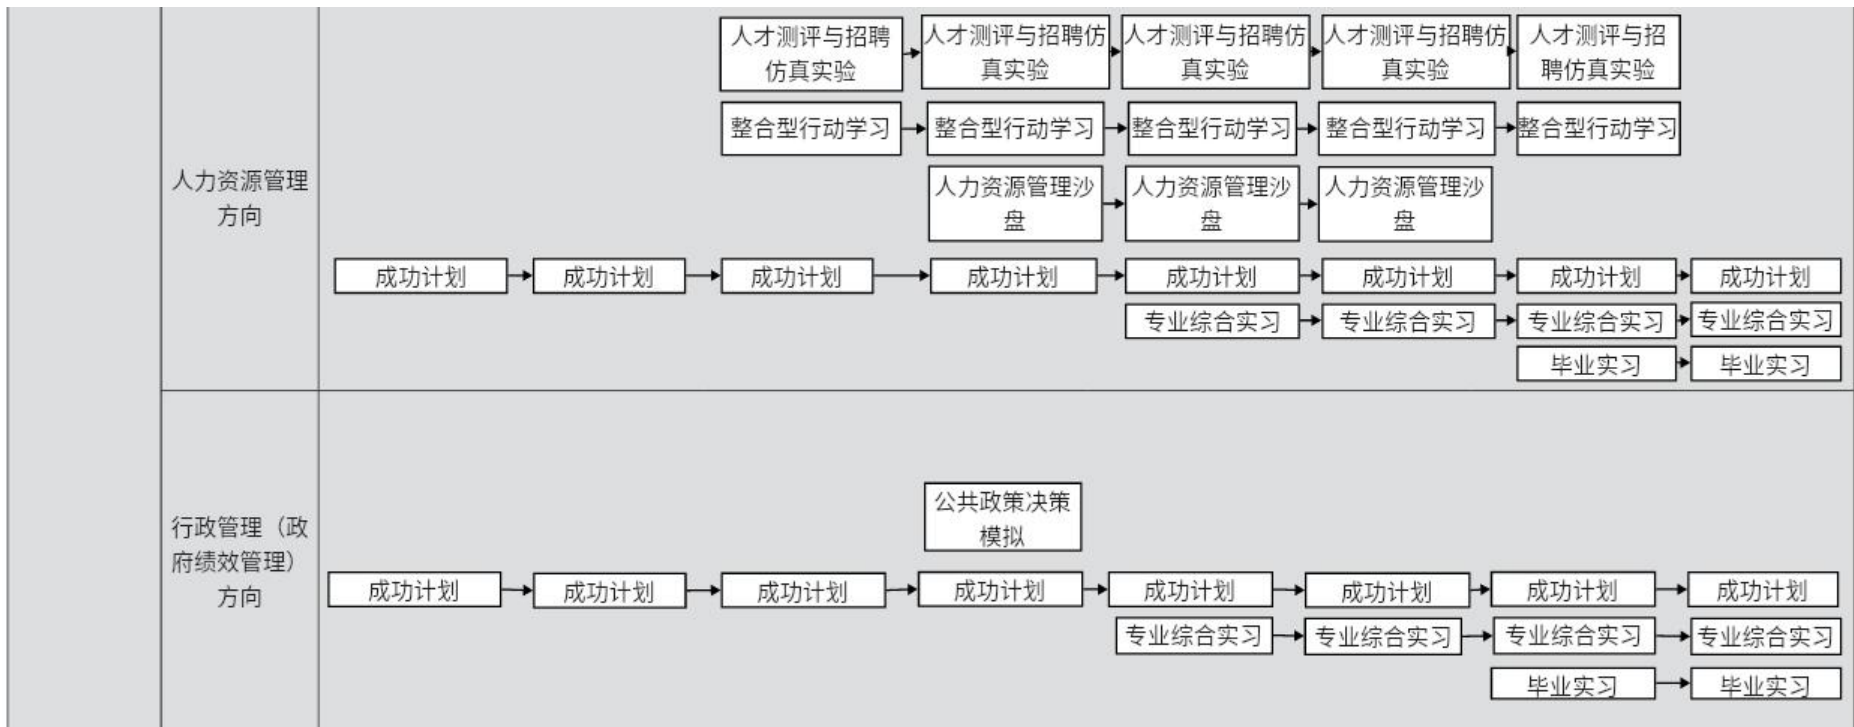 人才测评与招聘
仿真实验
人才测评与招聘仿
真实验
人才测评与招聘仿
真实验
人才测评与招聘仿
真实验
人才测评与招
聘仿真实验
整合型行动学习
整合型行动学习
整合型行动学习
整合型行动学习
整合型行动学习
人力资源管理
方向
人力资源管理沙
盘
人力资源管理沙
盘
人力资源管理沙
盘
成功计划
成功计划
成功计划
成功计划
成功计划
成功计划
成功计划
成功计划
专业综合实习
专业综合实习
专业综合实习
专业综合实习
毕业实习
毕业实习
行政管理（政
府绩效管理）
方向
公共政策决策
模拟
成功计划
成功计划
成功计划
成功计划
成功计划
成功计划
成功计划
成功计划
专业综合实习
专业综合实习
专业综合实习
专业综合实习
毕业实习
毕业实习